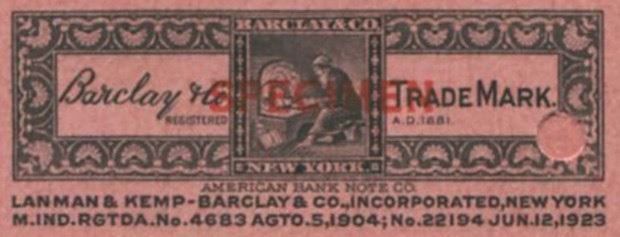 BARCLAY & CO.
Barclay & Co
SPECIMEN
TRADE MARK.
REGISTERED
A.D. 1881.
NEW YORK.
AMERICAN BANK NOTE CO.
LANMAN & KEMP-BARCLAY & CO., INCORPORATED, NEW YORK
M. IND. RGTDA. No. 4683 AGTO. 5, 1904; No. 22194 JUN. 12, 1923